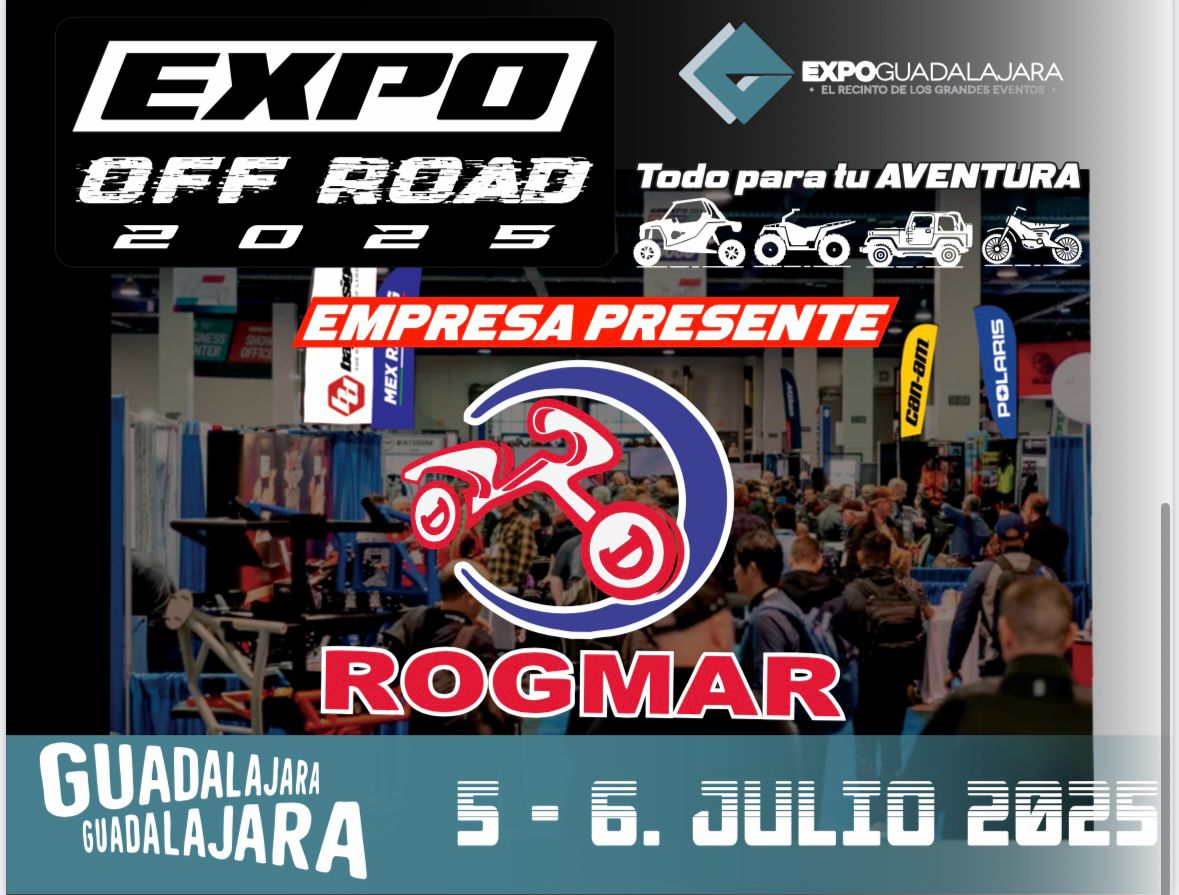 EXPO
OFF ROAD
2025
EXPOGUADALAJARA
• EL RECINTO DE LOS GRANDES EVENTOS •
Todo para tu AVENTURA
EMPRESA PRESENTE
MEX
can-am
POLARIS
D
D
ROGMAR
GUADALAJARA
GUADALAJARA
5 - 6. JULIO 2025